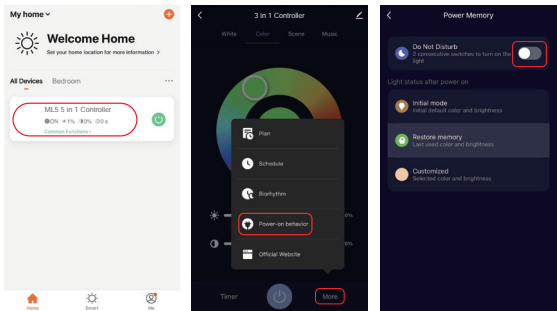 My home
Welcome Home
Set your home location for more information >
All Devices Bedroom
ML5 5 in 1 Controller
ON 1% 0% 0 s
Common Functions
Home Smart Me
3 in 1 Controller
White Color Scene Music
Plan
Schedule
Biorhythm
Power-on behavior
Official Website
0%
0%
Timer More
Power Memory
Do Not Disturb
2 consecutive switches to turn on the
light
Light status after power on
Initial mode
Initial default color and brightness
Restore memory
Last used color and brightness
Customized
Selected color and brightness